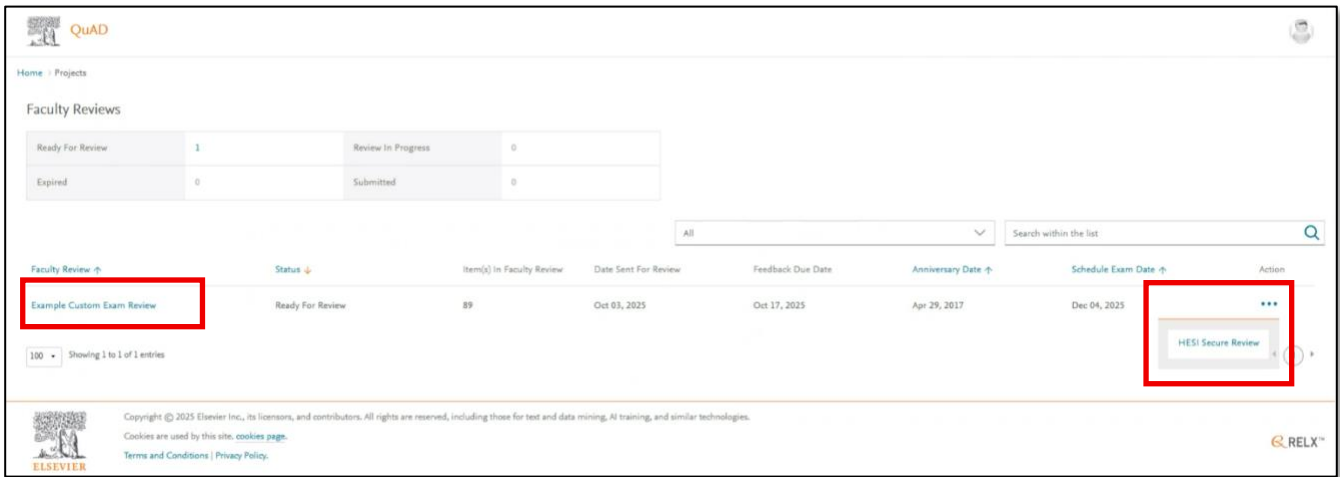 QuAD
Home / Projects
Faculty Reviews
Ready For Review 1 Review In Progress 0
Expired 0 Submitted 0
All Search within the list
Faculty Review ↑ Status ↓ Item(s) In Faculty Review Date Sent For Review Feedback Due Date Anniversary Date ↑ Schedule Exam Date ↑ Action
Example Custom Exam Review Ready For Review 89 Oct 03, 2025 Oct 17, 2025 Apr 29, 2017 Dec 04, 2025 •••
HESI Secure Review
100 Showing 1 to 1 of 1 entries
Copyright © 2025 Elsevier Inc., its licensors, and contributors. All rights are reserved, including those for text and data mining, AI training, and similar technologies.
Cookies are used by this site. cookies page.
Terms and Conditions | Privacy Policy.
ELSEVIER
RELX™